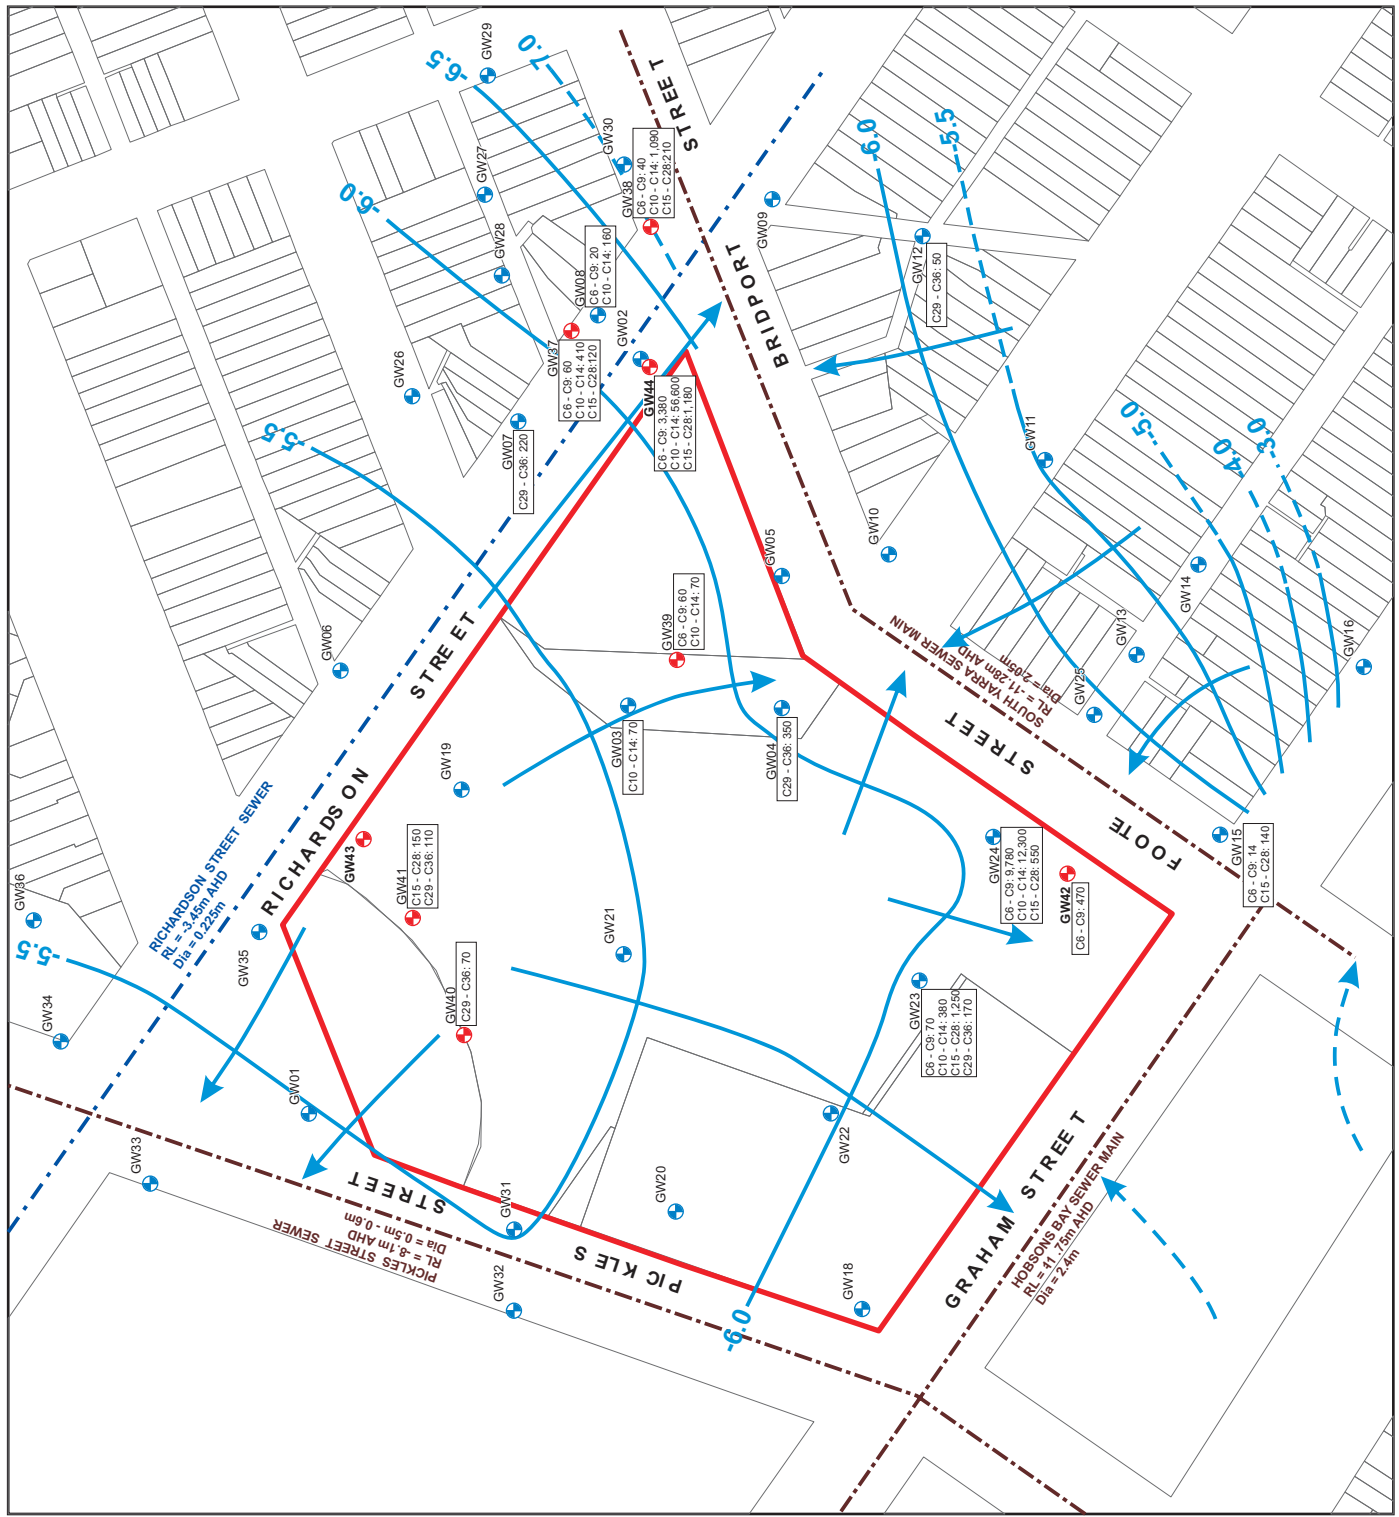 GW29
-6.5
-7.0
GW30
STREET
GW27
-6.0
GW38
C6 - C9: 40
C10 - C14: 1,090
C15 - C28:210
GW28
GW08
C6 - C9: 20
C10 - C14: 160
GW09
-6.0
-5.5
GW12
C29 - C36: 50
BRIDPORT
GW02
GW37
C6 - C9: 60
C10 - C14: 410
C15 - C28:120
GW26
GW44
C6 - C9: 3,380
C10 - C14: 56,600
C15 - C28:1,180
GW07
C29 - C36: 220
-5.5
GW11
-5.0
-4.0
-3.0
GW10
GW05
GW14
GW06
STREET
GW39
C6 - C9: 60
C10 - C14: 70
GW13
GW16
GW25
SOUTH YARRA SEWER MAIN
RL = -11.28m AHD
Dia = 2.05m
STREET
GW03
C10 - C14: 70
GW04
C29 - C36: 350
GW19
RICHARDSON
RICHARDSON STREET SEWER
RL = -3.45m AHD
Dia = 0.225m
GW43
GW41
C15 - C28: 150
C29 - C36: 110
GW24
C6 - C9: 9,780
C10 - C14: 12,300
C15 - C28: 550
FOOTE
GW15
C6 - C9: 14
C15 - C28: 140
GW42
C6 - C9: 470
GW36
GW35
-5.5
GW21
GW34
GW40
C29 - C36: 70
GW23
C6 - C9: 70
C10 - C14: 380
C15 - C28: 1,250
C29 - C36: 170
GW01
GW33
GW22
STREET
GW31
GW20
PICKLES STREET SEWER
RL = -8.1m AHD
Dia = 0.5m - 0.6m
GW32
PICKLES
GW18
-6.0
GRAHAM STREET
HOBSONS BAY SEWER MAIN
RL = 11.75m AHD
Dia = 2.4m